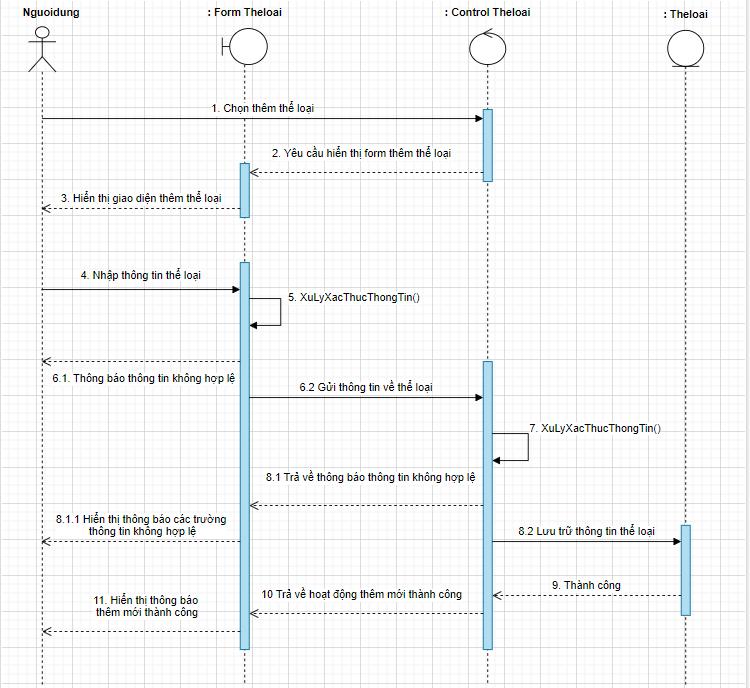 Nguoidung
: Form Theloai
: Control Theloai
: Theloai
1. Chọn thêm thể loại
2. Yêu cầu hiển thị form thêm thể loại
3. Hiển thị giao diện thêm thể loại
4. Nhập thông tin thể loại
5. XuLyXacThucThongTin()
6.1. Thông báo thông tin không hợp lệ
6.2 Gửi thông tin về thể loại
7. XuLyXacThucThongTin()
8.1 Trả về thông báo thông tin không hợp lệ
8.1.1 Hiển thị thông báo các trường
thông tin không hợp lệ
8.2 Lưu trữ thông tin thể loại
9. Thành công
10 Trả về hoạt động thêm mới thành công
11. Hiển thị thông báo
thêm mới thành công